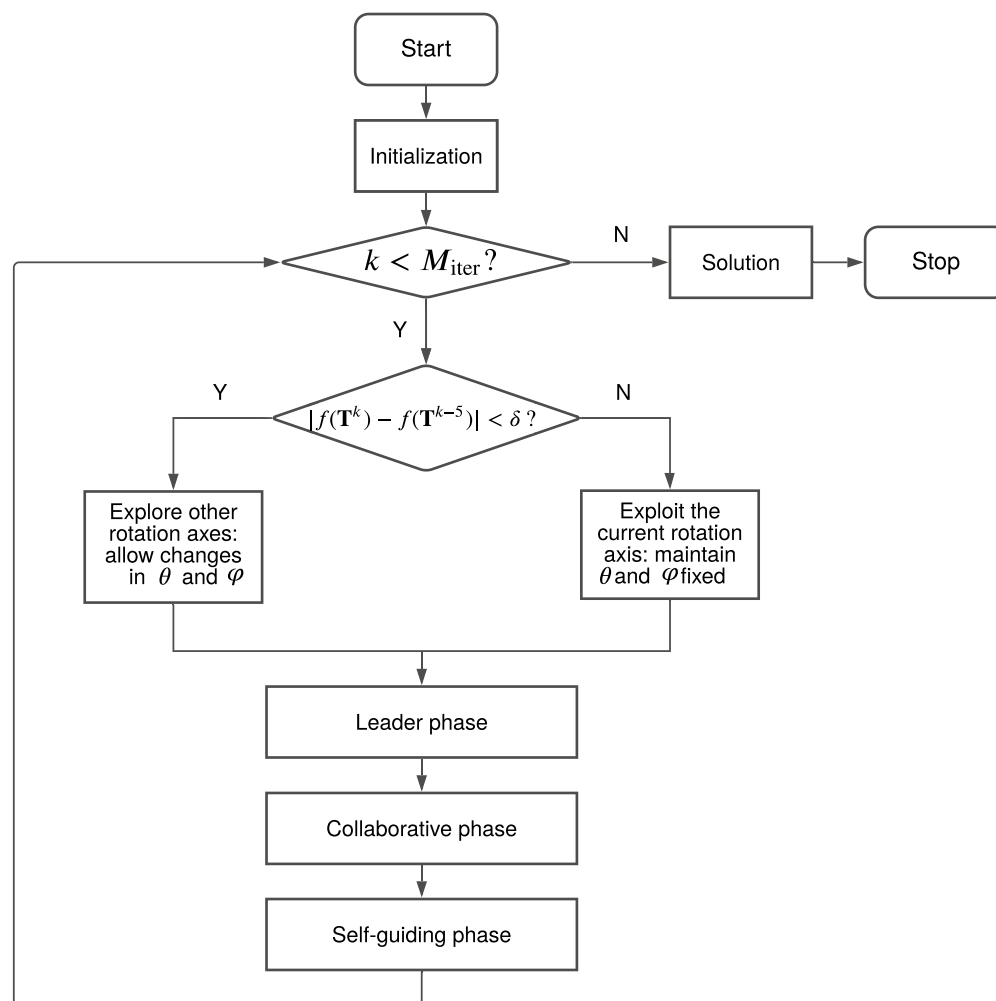 Start
Initialization
k < M_iter?
N
Solution
Stop
Y
|f(T^k) − f(T^{k−5})| < δ ?
Y
N
Explore other
rotation axes:
allow changes
in θ and φ
Exploit the
current rotation
axis: maintain
θ and φ fixed
Leader phase
Collaborative phase
Self-guiding phase